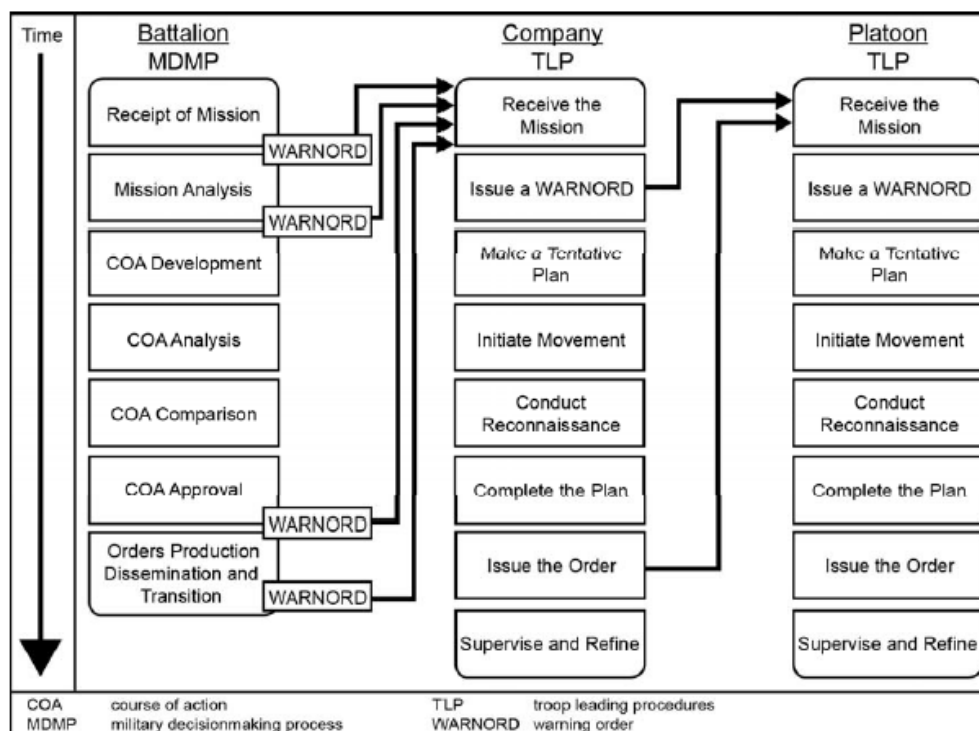 Time
Battalion
MDMP
Receipt of Mission
WARNORD
Mission Analysis
WARNORD
COA Development
COA Analysis
COA Comparison
COA Approval
WARNORD
Orders Production
Dissemination and
Transition
WARNORD
Company
TLP
Receive the
Mission
Issue a WARNORD
Make a Tentative
Plan
Initiate Movement
Conduct
Reconnaissance
Complete the Plan
Issue the Order
Supervise and Refine
Platoon
TLP
Receive the
Mission
Issue a WARNORD
Make a Tentative
Plan
Initiate Movement
Conduct
Reconnaissance
Complete the Plan
Issue the Order
Supervise and Refine
COA course of action
MDMP military decisionmaking process
TLP troop leading procedures
WARNORD warning order